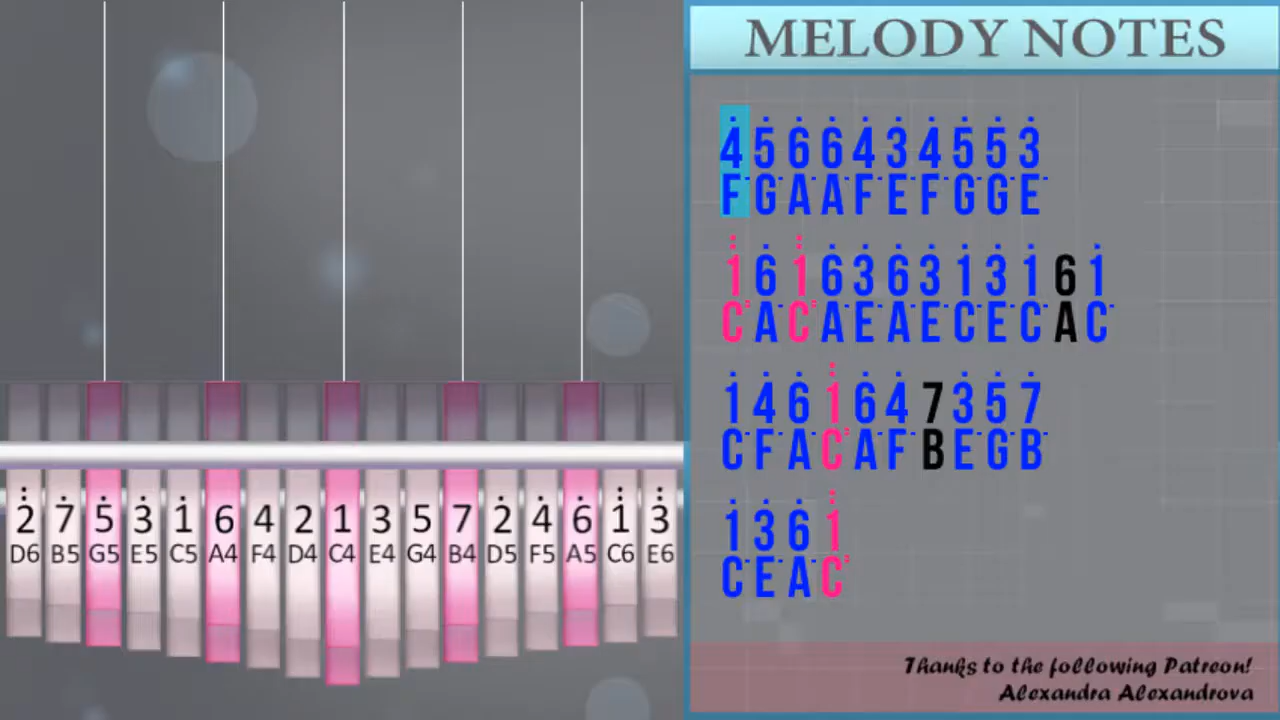 MELODY NOTES
4̇ 5̇ 6̇ 6̇ 4̇ 3̇ 4̇ 5̇ 5̇ 3̇
F° G° A° A° F° E° F° G° G° E°
1̈ 6̇ 1̈ 6̇ 3̇ 6̇ 3̇ 1̇ 3̇ 1̇ 6 1̇
C°° A° C°° A° E° A° E° C° E° C° A C°
1̇ 4̇ 6̇ 1̈ 6̇ 4̇ 7 3̇ 5̇ 7̇
C° F° A° C°° A° F° B E° G° B°
1̇ 3̇ 6̇ 1̈
C° E° A° C°°
2̈ 7̇ 5̇ 3̇ 1̇ 6 4 2 1 3 5 7 2̇ 4̇ 6̇ 1̈ 3̈
D6 B5 G5 E5 C5 A4 F4 D4 C4 E4 G4 B4 D5 F5 A5 C6 E6
Thanks to the following Patreon!
Alexandra Alexandrova